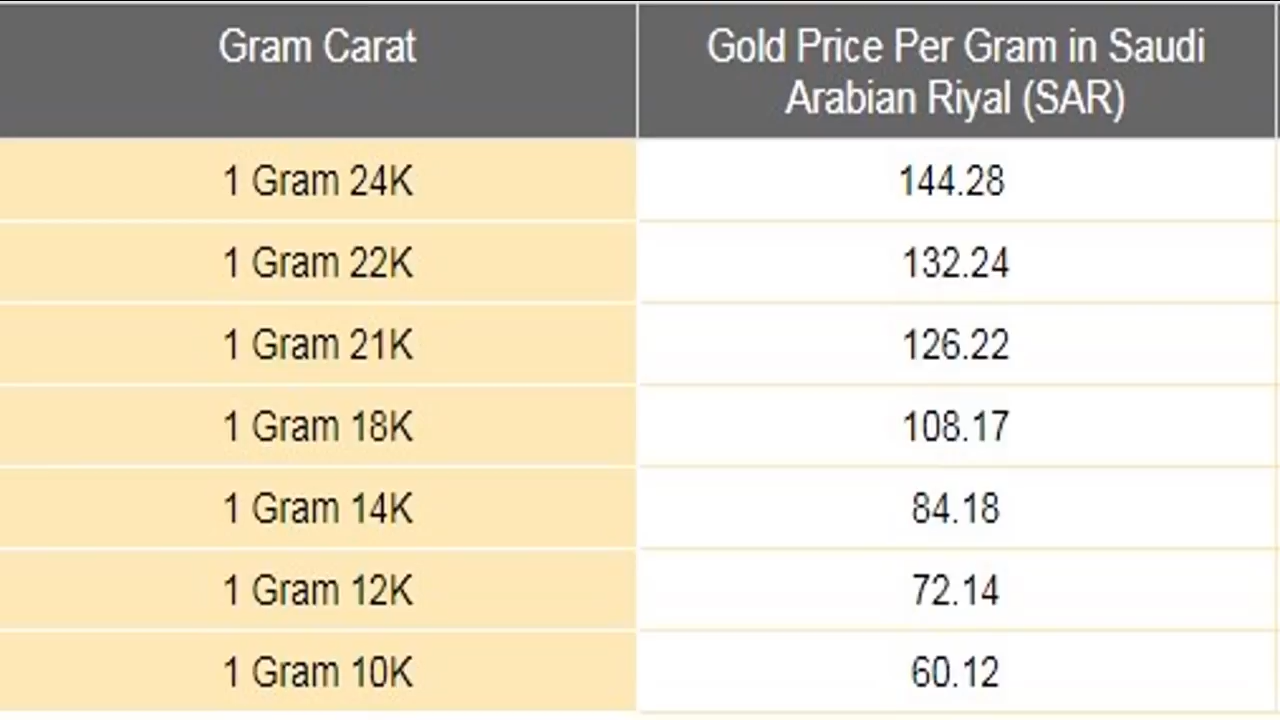 Gram Carat
Gold Price Per Gram in Saudi
Arabian Riyal (SAR)
1 Gram 24K 144.28
1 Gram 22K 132.24
1 Gram 21K 126.22
1 Gram 18K 108.17
1 Gram 14K 84.18
1 Gram 12K 72.14
1 Gram 10K 60.12